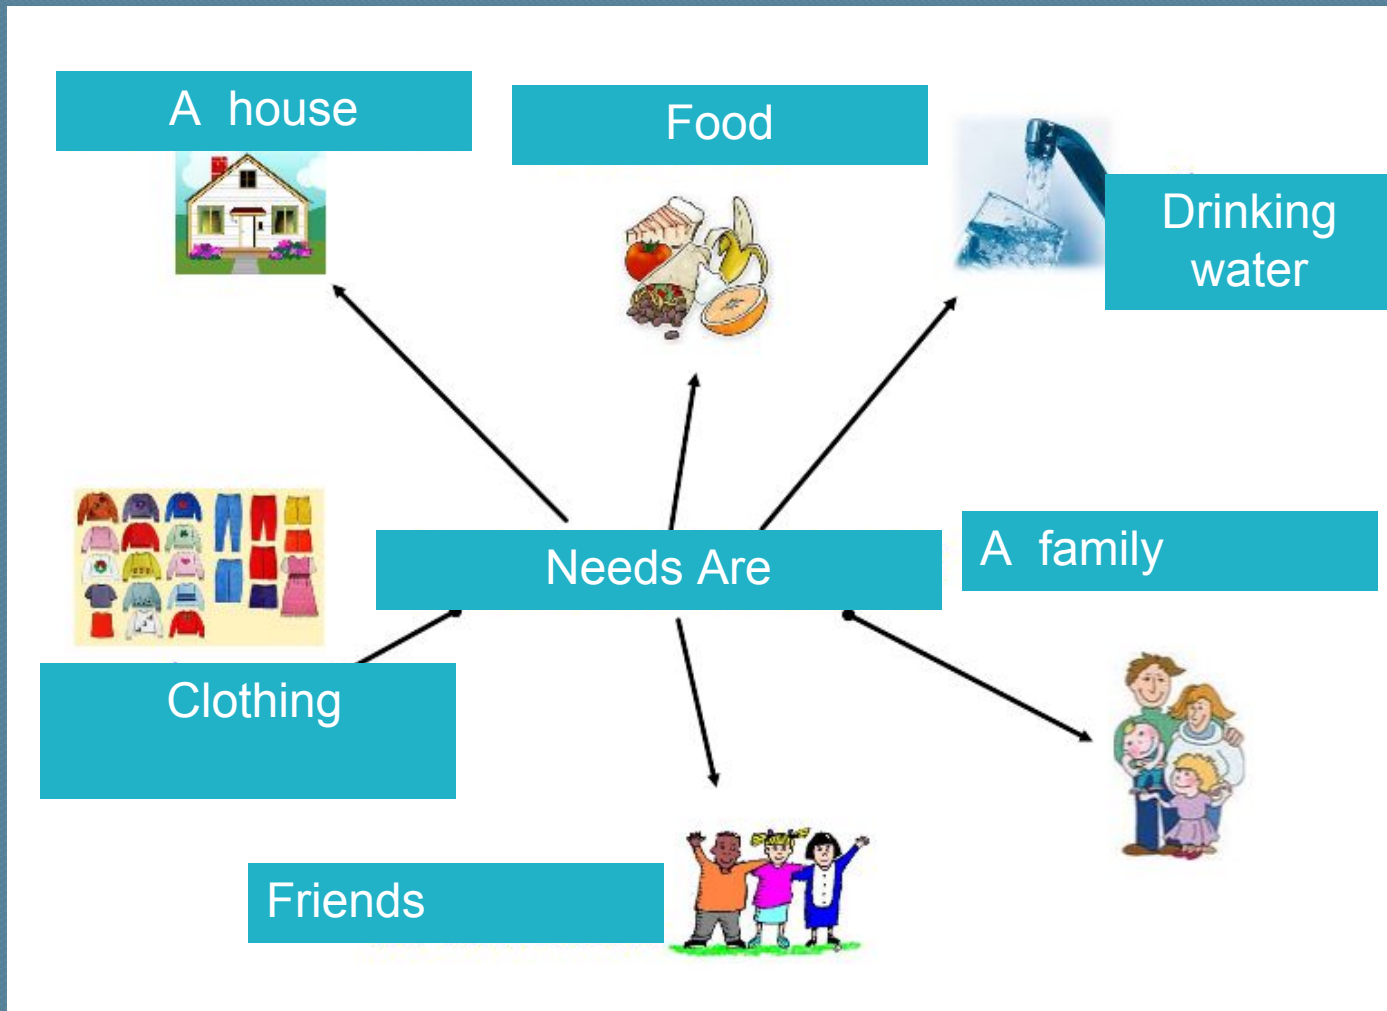 A house
Food
Drinking
water
Needs Are
A family
Clothing
Friends